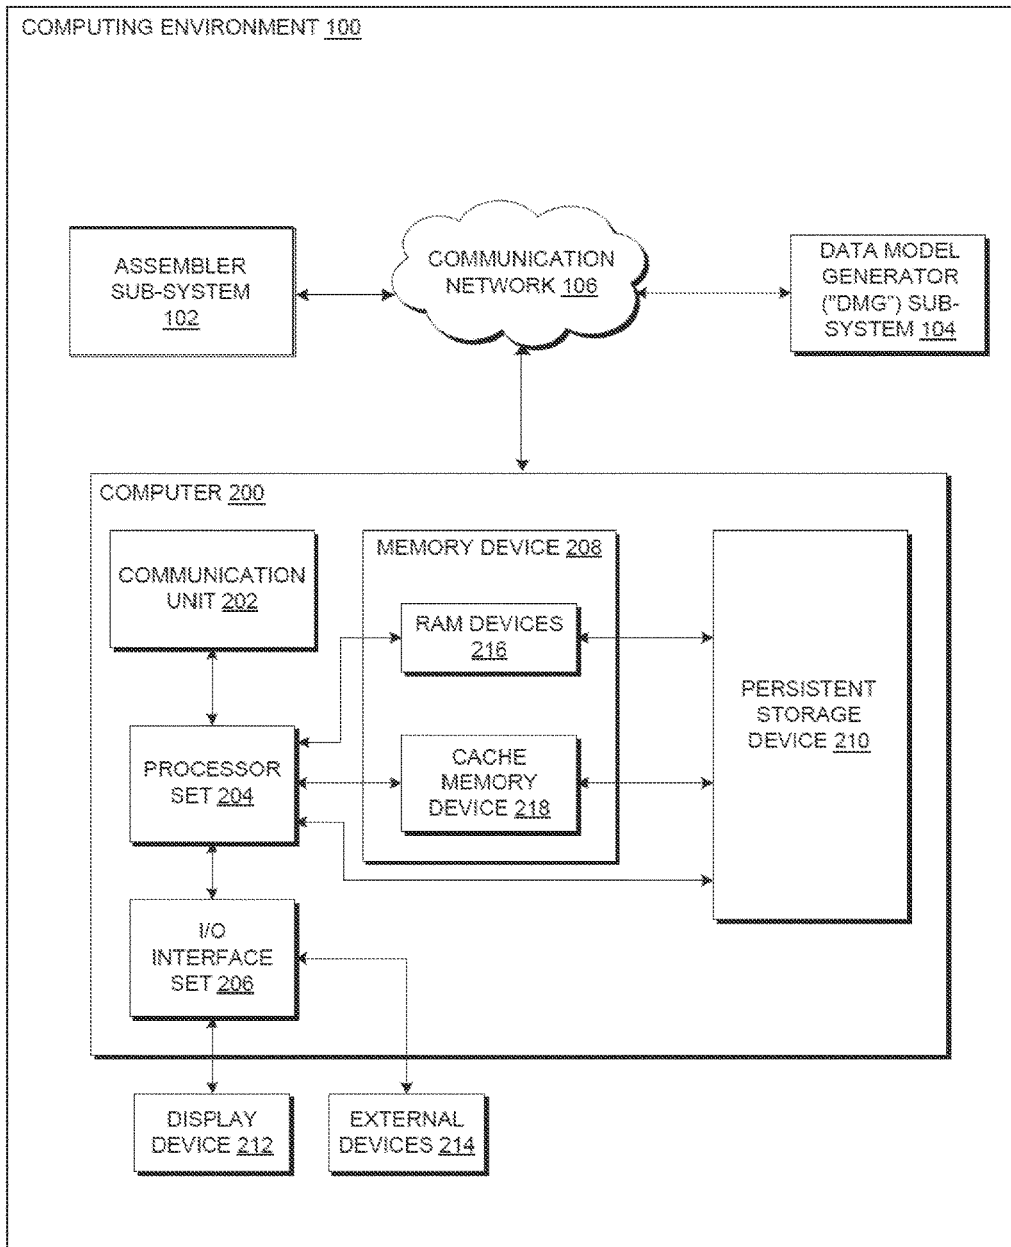 COMPUTING ENVIRONMENT 100
ASSEMBLER
SUB-SYSTEM
102
COMMUNICATION
NETWORK 106
DATA MODEL
GENERATOR
("DMG") SUB-
SYSTEM 104
COMPUTER 200
COMMUNICATION
UNIT 202
MEMORY DEVICE 208
RAM DEVICES
216
PERSISTENT
STORAGE
DEVICE 210
PROCESSOR
SET 204
CACHE
MEMORY
DEVICE 218
I/O
INTERFACE
SET 206
DISPLAY
DEVICE 212
EXTERNAL
DEVICES 214